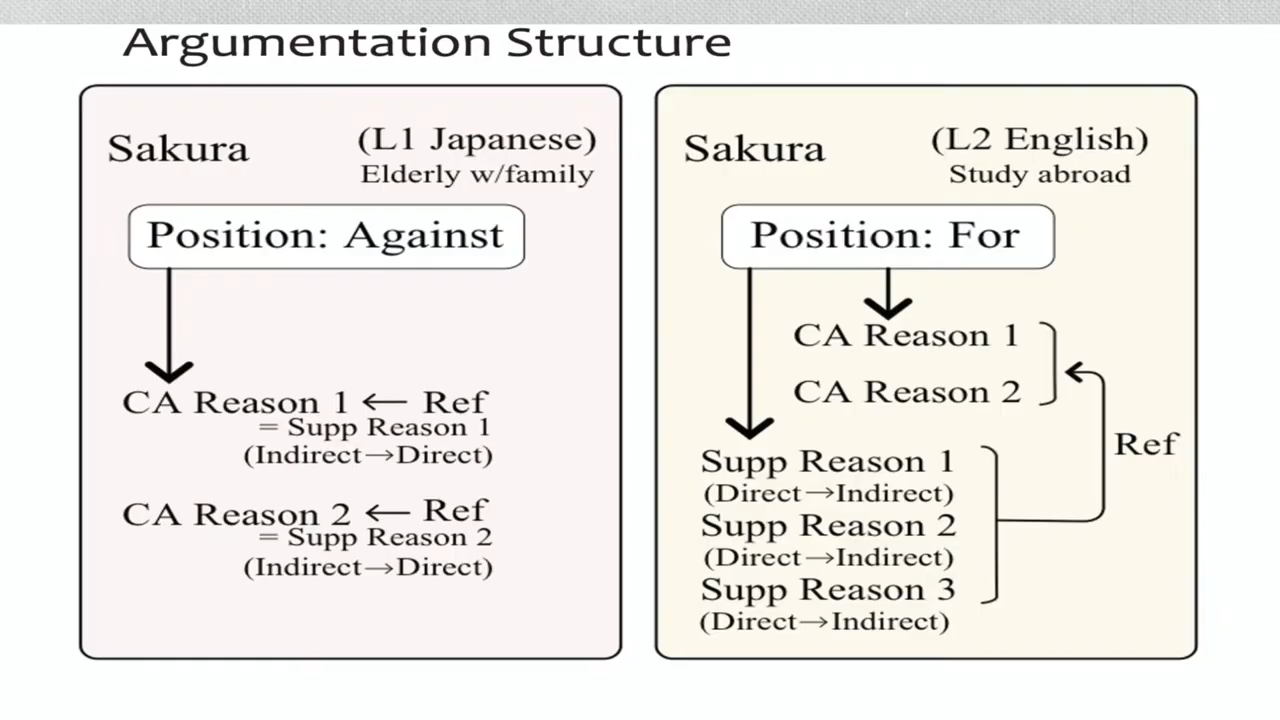 Argumentation Structure
Sakura
(L1 Japanese)
Elderly w/family
Position: Against
CA Reason 1 ← Ref
= Supp Reason 1
(Indirect→Direct)
CA Reason 2 ← Ref
= Supp Reason 2
(Indirect→Direct)
Sakura
(L2 English)
Study abroad
Position: For
CA Reason 1
CA Reason 2
Ref
Supp Reason 1
(Direct→Indirect)
Supp Reason 2
(Direct→Indirect)
Supp Reason 3
(Direct→Indirect)